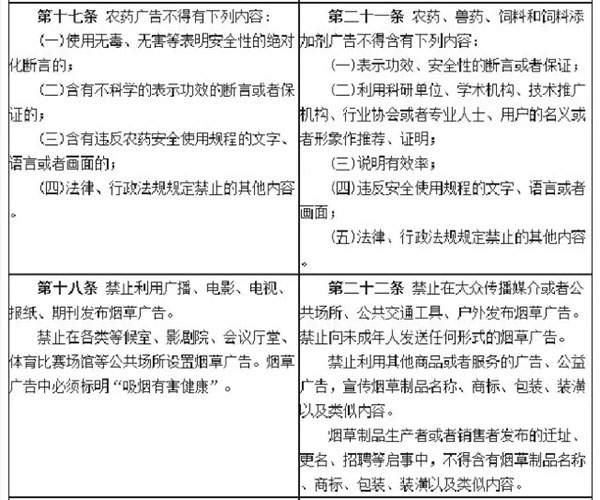 第十七条 农药广告不得有下列内容：
(一)使用无毒、无害等表明安全性的绝对
化断言的；
(二)含有不科学的表示功效的断言或者保
证的；
(三)含有违反农药安全使用规程的文字、
语言或者画面的；
(四)法律、行政法规规定禁止的其他内容
。
第二十一条 农药、兽药、饲料和饲料添
加剂广告不得含有下列内容：
(一)表示功效、安全性的断言或者保证；
(二)利用科研单位、学术机构、技术推广
机构、行业协会或者专业人士、用户的名义或
者形象作推荐、证明；
(三)说明有效率；
(四)违反安全使用规程的文字、语言或者
画面；
(五)法律、行政法规规定禁止的其他内容
。
第十八条 禁止利用广播、电影、电视、
报纸、期刊发布烟草广告。
禁止在各类等候室、影剧院、会议厅堂、
体育比赛场馆等公共场所设置烟草广告。烟草
广告中必须标明“吸烟有害健康”。
第二十二条 禁止在大众传播媒介或者公
共场所、公共交通工具、户外发布烟草广告。
禁止向未成年人发送任何形式的烟草广告。
禁止利用其他商品或者服务的广告、公益
广告，宣传烟草制品名称、商标、包装、装潢
以及类似内容。
烟草制品生产者或者销售者发布的迁址、
更名、招聘等启事中，不得含有烟草制品名称
、商标、包装、装潢以及类似内容。